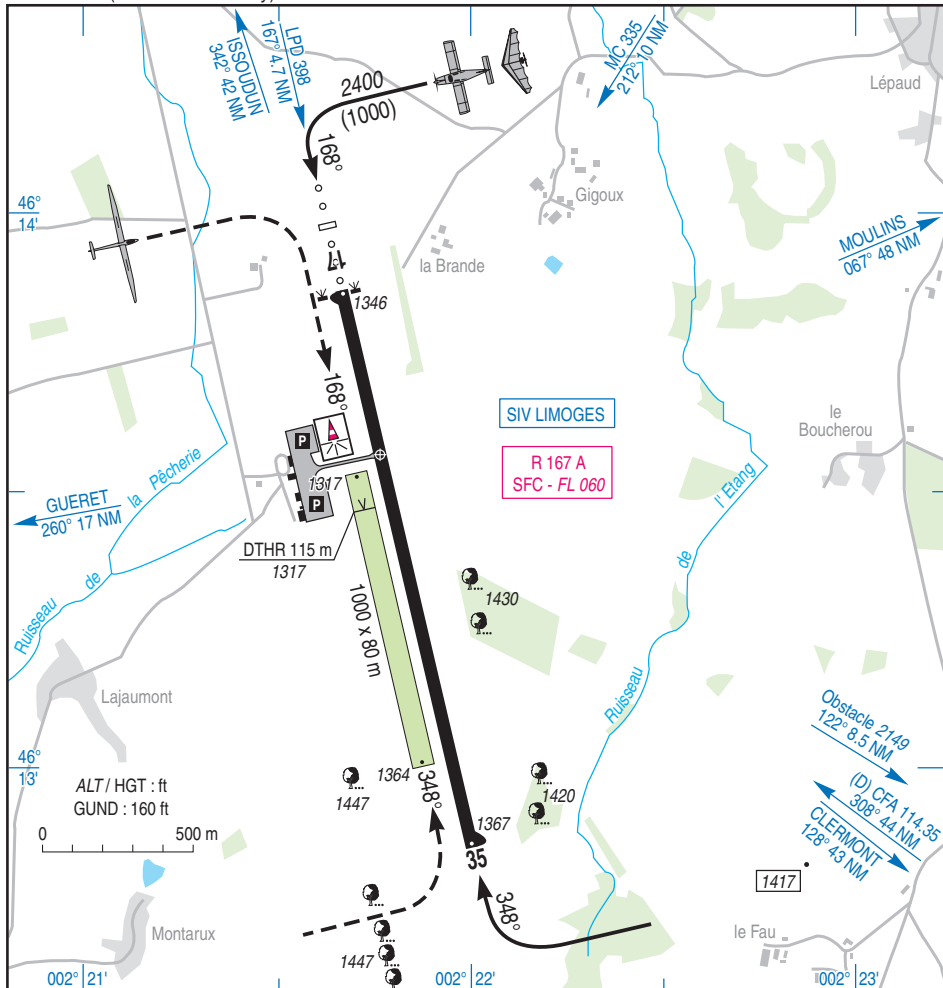 LPD 398
167° 4.7 NM
ISSOUDUN
342° 42 NM
2400
(1000)
168°
MC 335
212° 10 NM
Lépaud
46°
14'
Gigoux
la Brande
MOULINS
067° 48 NM
17
1346
168°
SIV LIMOGES
R 167 A
SFC - FL 060
le
Boucherou
P
P
1317
GUERET
260° 17 NM
Ruisseau de la Pêcherie
DTHR 115 m
1317
1000 x 80 m
1430
Ruisseau de l'Etang
Lajaumont
46°
13'
1364
348°
1447
1420
1367
35
348°
Obstacle 2149
122° 8.5 NM
(D) CFA 114.35
308° 44 NM
CLERMONT
128° 43 NM
ALT / HGT : ft
GUND : 160 ft
0 500 m
1417
Montarux
1447
le Fau
002° 21'
002° 22'
002° 23'